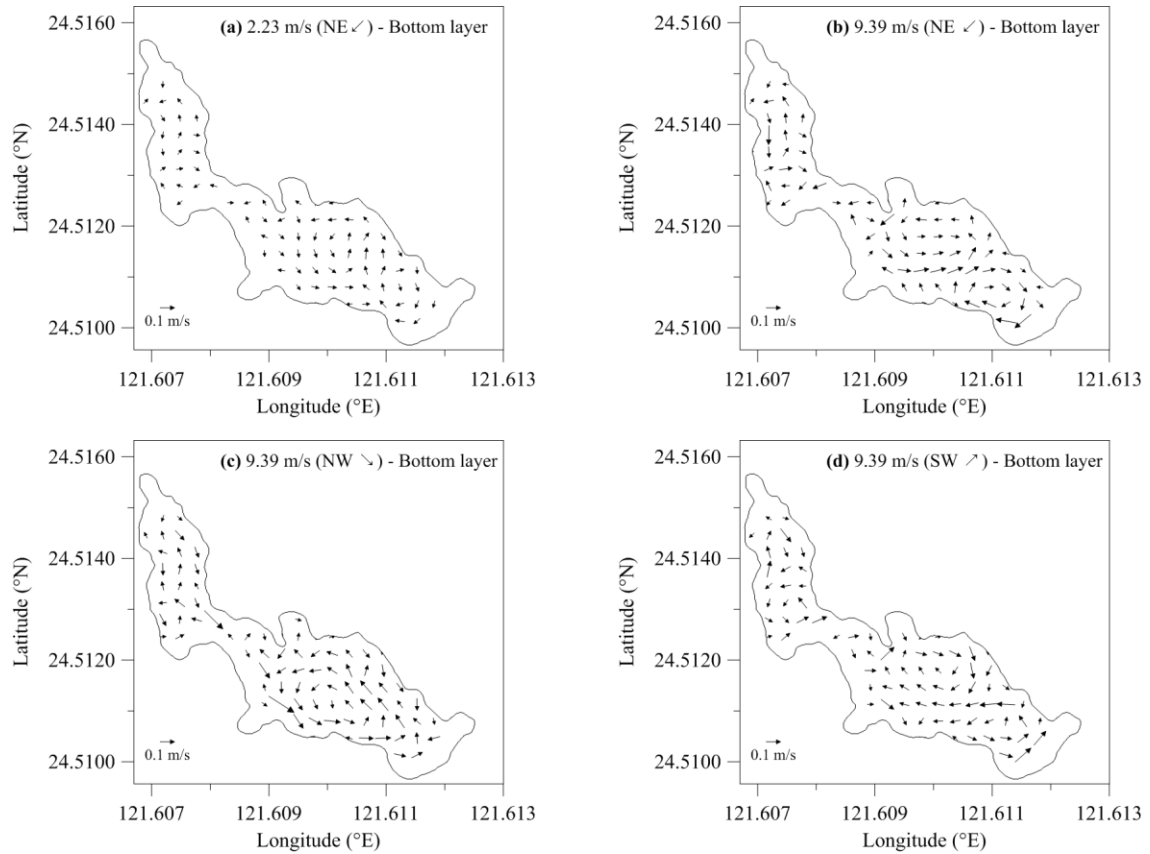 (a) 2.23 m/s (NE ↙) - Bottom layer
24.5160
24.5140
24.5120
24.5100
Latitude (°N)
0.1 m/s
121.607 121.609 121.611 121.613
Longitude (°E)
(b) 9.39 m/s (NE ↙) - Bottom layer
24.5160
24.5140
24.5120
24.5100
Latitude (°N)
0.1 m/s
121.607 121.609 121.611 121.613
Longitude (°E)
(c) 9.39 m/s (NW ↘) - Bottom layer
24.5160
24.5140
24.5120
24.5100
Latitude (°N)
0.1 m/s
121.607 121.609 121.611 121.613
Longitude (°E)
(d) 9.39 m/s (SW ↗) - Bottom layer
24.5160
24.5140
24.5120
24.5100
Latitude (°N)
0.1 m/s
121.607 121.609 121.611 121.613
Longitude (°E)